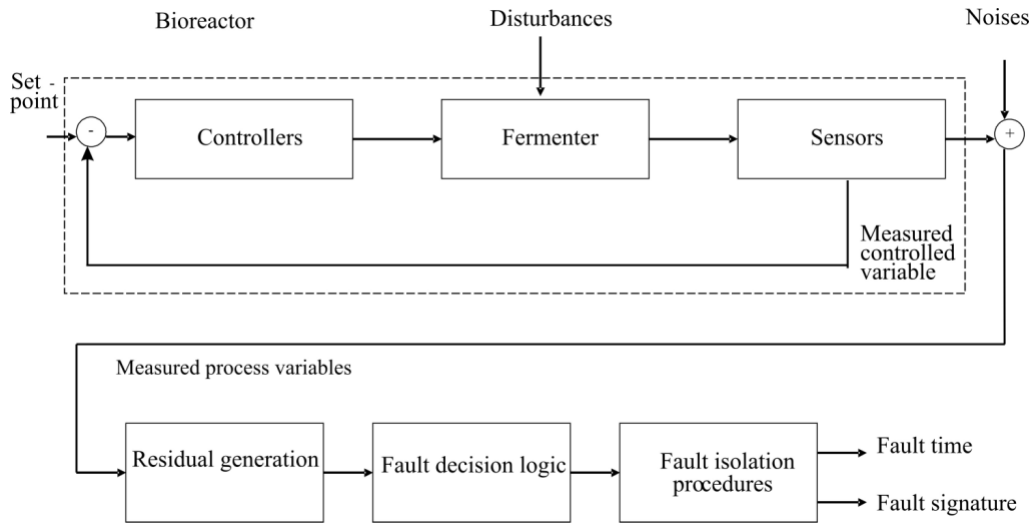 Bioreactor
Disturbances
Noises
Set -
point
-
Controllers
Fermenter
Sensors
+
Measured
controlled
variable
Measured process variables
Residual generation
Fault decision logic
Fault isolation
procedures
Fault time
Fault signature